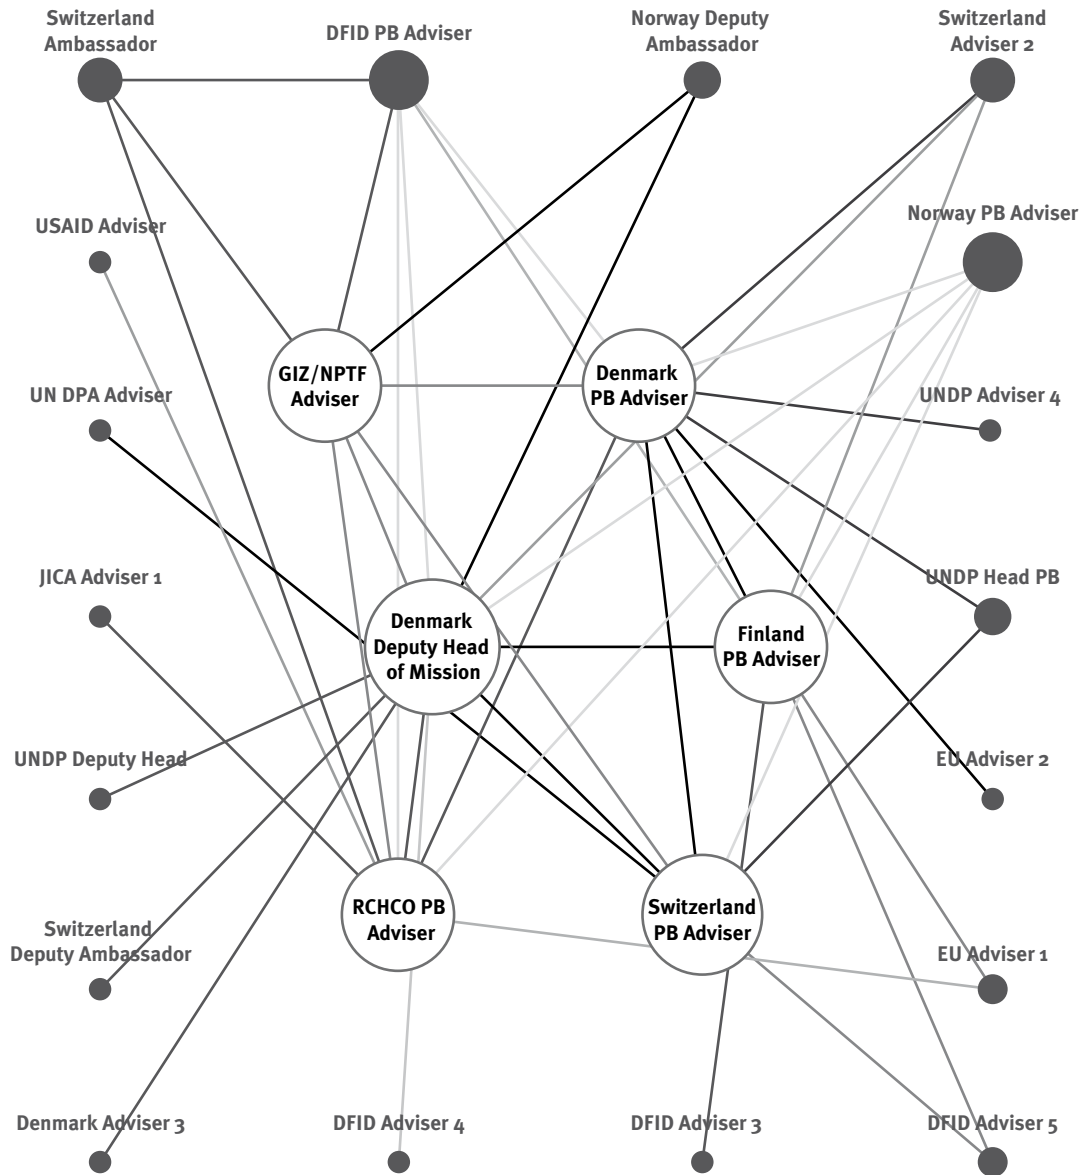 Switzerland
Ambassador
DFID PB Adviser
Norway Deputy
Ambassador
Switzerland
Adviser 2
USAID Adviser
Norway PB Adviser
GIZ/NPTF
Adviser
Denmark
PB Adviser
UN DPA Adviser
UNDP Adviser 4
JICA Adviser 1
UNDP Head PB
Denmark
Deputy Head
of Mission
Finland
PB Adviser
UNDP Deputy Head
EU Adviser 2
RCHCO PB
Adviser
Switzerland
PB Adviser
Switzerland
Deputy Ambassador
EU Adviser 1
Denmark Adviser 3
DFID Adviser 4
DFID Adviser 3
DFID Adviser 5